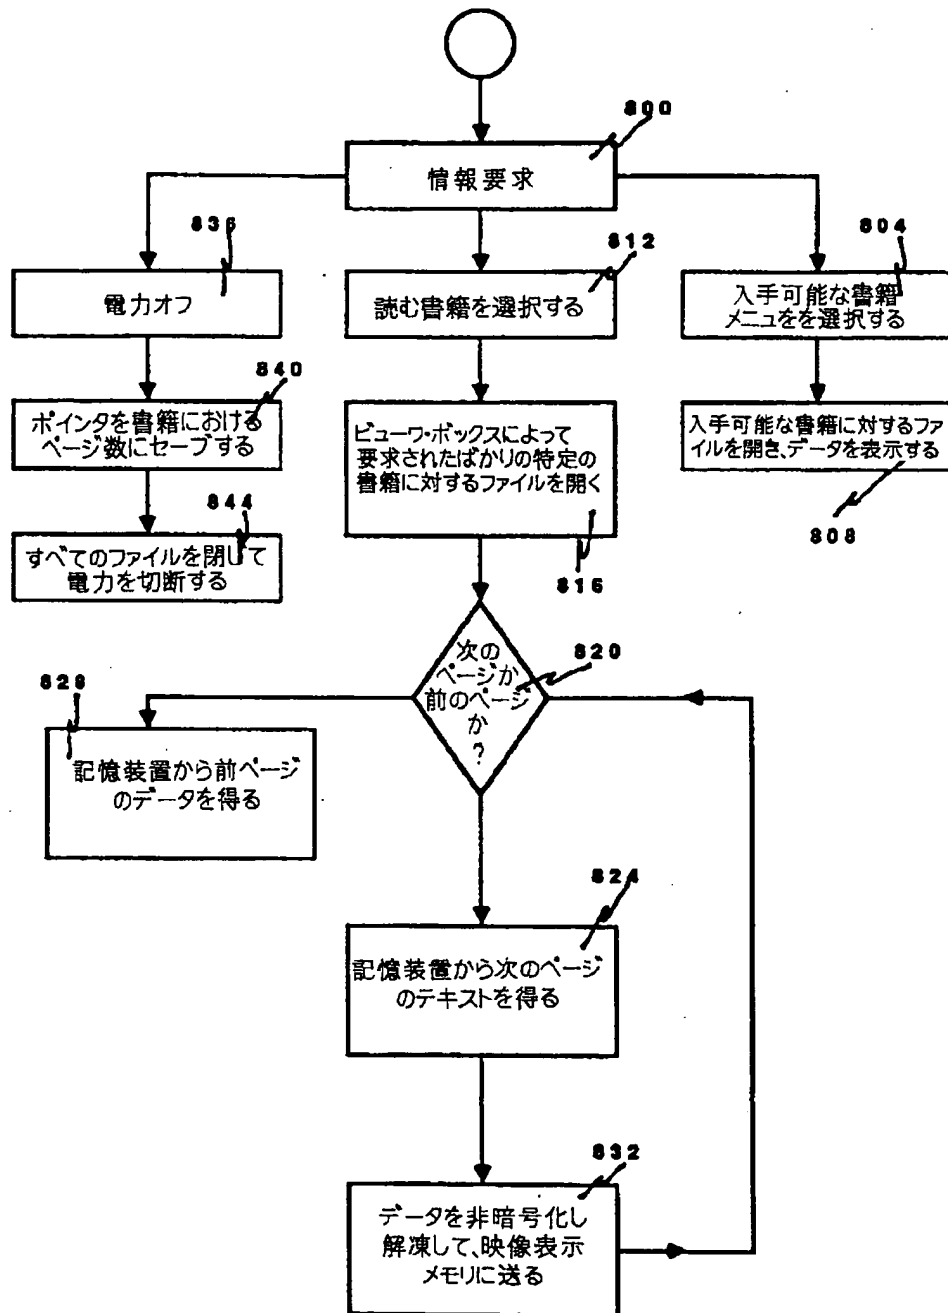 800
情報要求
836
電力オフ
812
読む書籍を選択する
804
入手可能な書籍
メニュをを選択する
840
ポインタを書籍における
ページ数にセーブする
ビューワ・ボックスによって
要求されたばかりの特定の
書籍に対するファイルを開く
816
入手可能な書籍に対するファ
イルを開き、データを表示する
808
844
すべてのファイルを閉じて
電力を切断する
次の
ページか
前のページ
か
?
820
828
記憶装置から前ページ
のデータを得る
824
記憶装置から次のページ
のテキストを得る
832
データを非暗号化し
解凍して、映像表示
メモリに送る